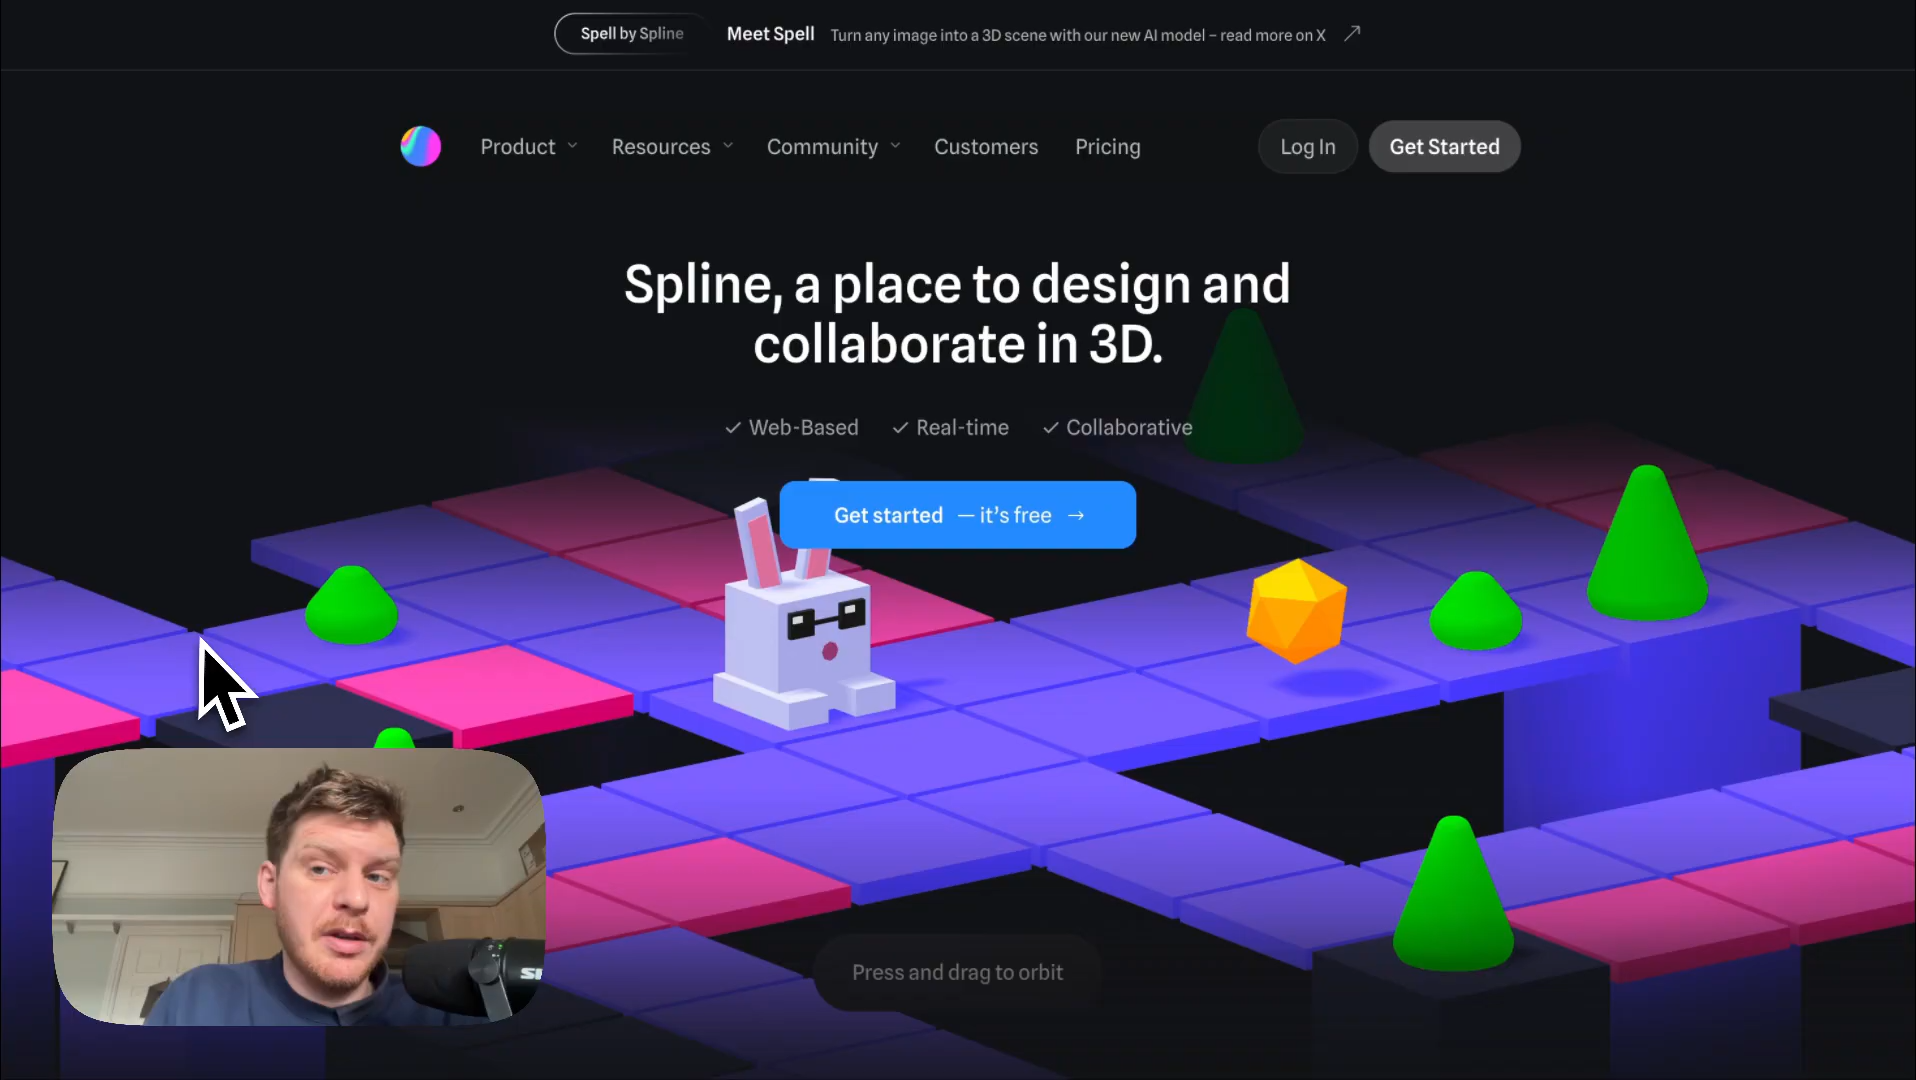 Spell by Spline Meet Spell Turn any image into a 3D scene with our new AI model – read more on X
Product Resources Community Customers Pricing Log In Get Started
Spline, a place to design and
collaborate in 3D.
Web-Based Real-time Collaborative
Get started — it’s free →
Press and drag to orbit